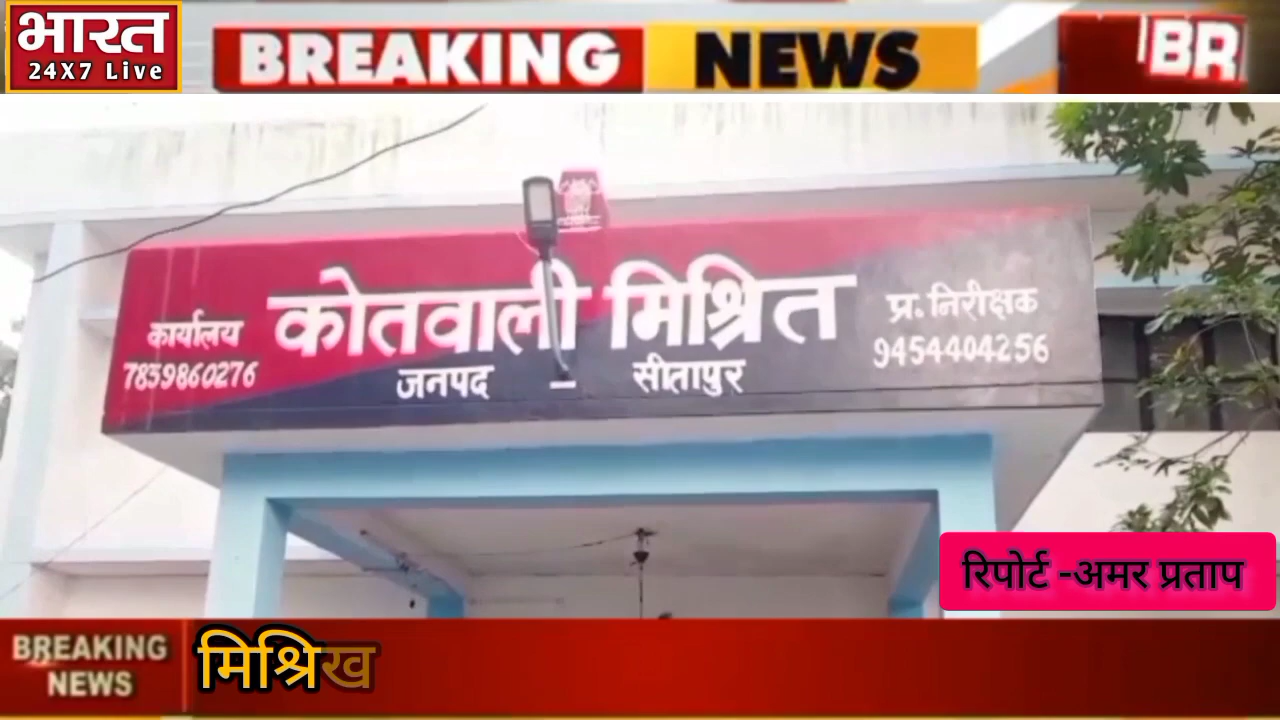 भारत
24X7 Live
BREAKING NEWS
BR
कोतवाली मिश्रित
कार्यालय
7839860276
प्र. निरीक्षक
9454404256
जनपद - सीतापुर
रिपोर्ट -अमर प्रताप
BREAKING
NEWS
मिश्रिख